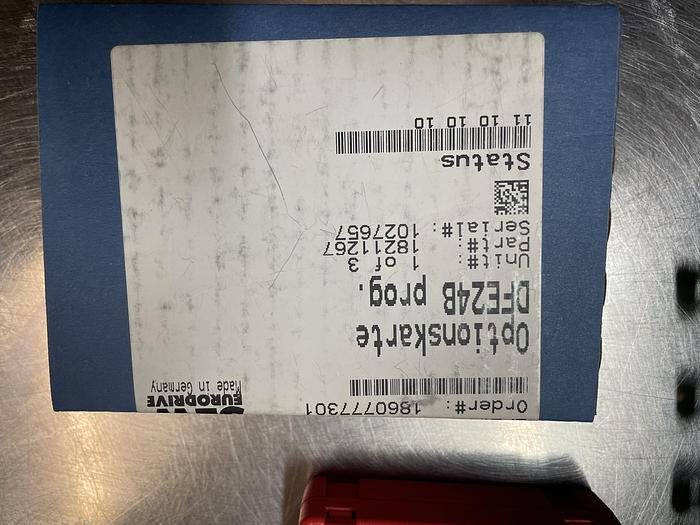 Order#: 1860777301
SEW
EURODRIVE
Made in Germany
Optionskarte
DFE24B prog.
Unit#: 1 of 3
Part#: 18211267
Serial#: 1027657
Status
11 10 10 10